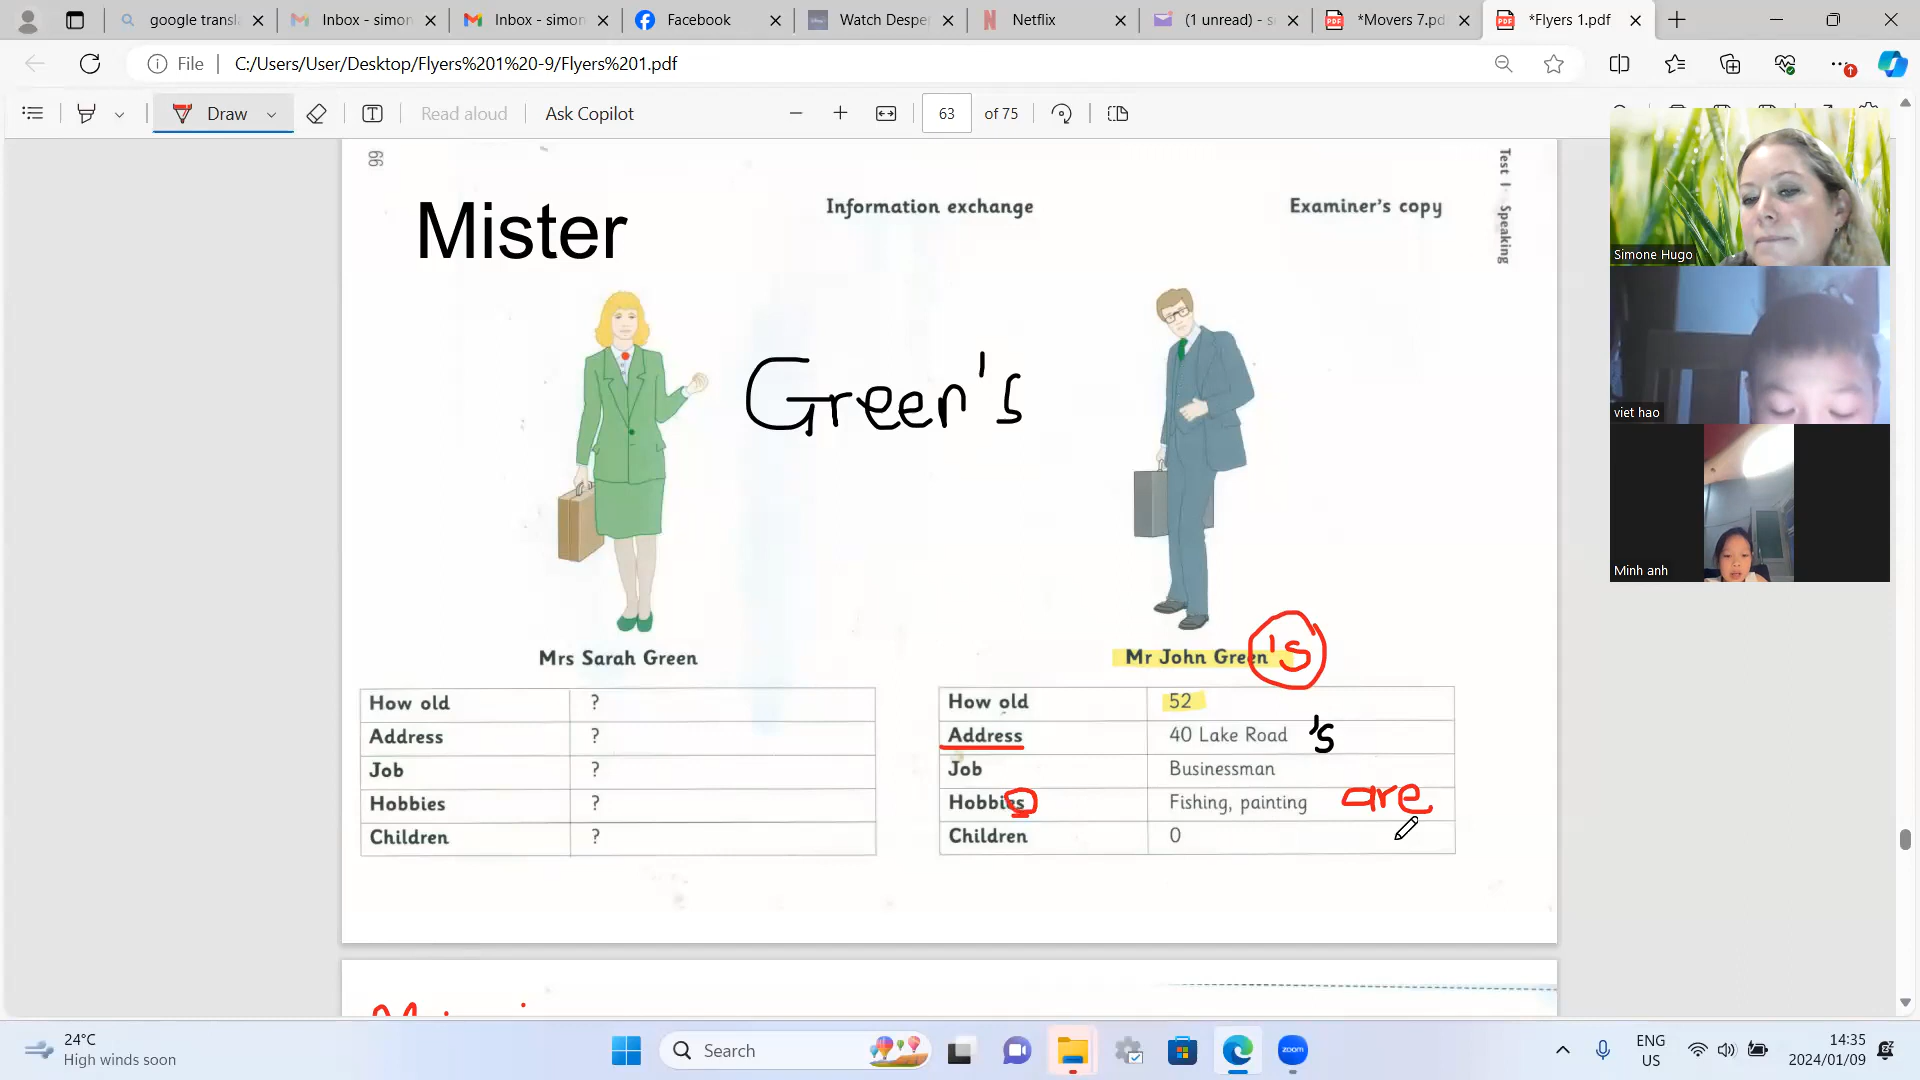 google transl
Inbox - simon
Inbox - simon
Facebook
Watch Despe
Netflix
(1 unread) - s
*Movers 7.pd
*Flyers 1.pdf
File
C:/Users/User/Desktop/Flyers%201%20-9/Flyers%201.pdf
Draw
Read aloud
Ask Copilot
63
of 75
66
Information exchange
Examiner's copy
Test 1 Speaking
Mister
Green's
Simone Hugo
viet hao
Minh anh
Mrs Sarah Green
Mr John Green 's
How old ?
Address ?
Job ?
Hobbies ?
Children ?
How old 52
Address 40 Lake Road 's
Job Businessman
Hobbies Fishing, painting are
Children 0
24°C
High winds soon
Search
zoom
ENG
US
14:35
2024/01/09